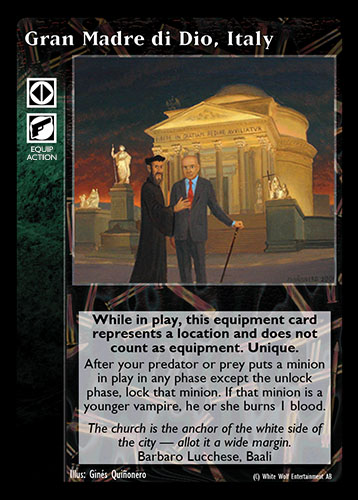 Gran Madre di Dio, Italy
EQUIP
ACTION
While in play, this equipment card
represents a location and does not
count as equipment. Unique.
After your predator or prey puts a minion
in play in any phase except the unlock
phase, lock that minion. If that minion is a
younger vampire, he or she burns 1 blood.
The church is the anchor of the white side of
the city — allot it a wide margin.
Barbaro Lucchese, Baali
Illus: Ginés Quiñonero
(C) White Wolf Entertainment AB